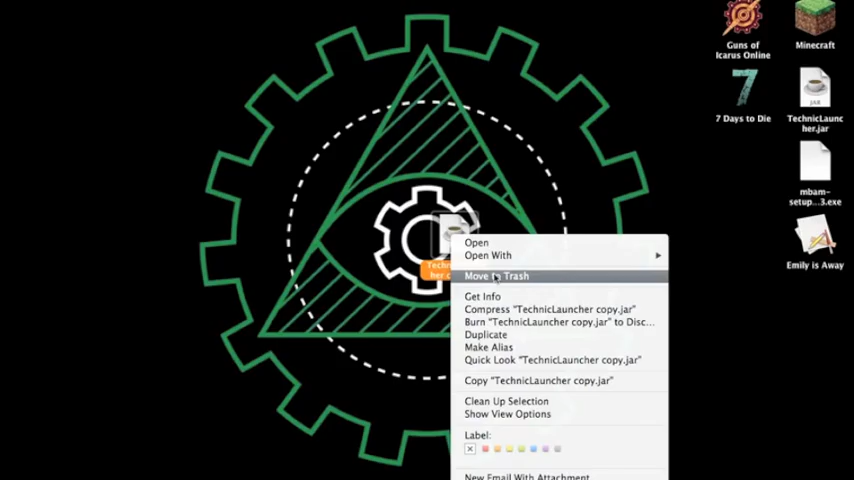 Guns of
Icarus Online
Minecraft
7
7 Days to Die
JAR
TechnicLaunc
her.jar
mbam-
setup...3.exe
Emily is Away
Open
Open With
Move to Trash
Get Info
Compress "TechnicLauncher copy.jar"
Burn "TechnicLauncher copy.jar" to Disc...
Duplicate
Make Alias
Quick Look "TechnicLauncher copy.jar"
Copy "TechnicLauncher copy.jar"
Clean Up Selection
Show View Options
Label:
New Email With Attachment